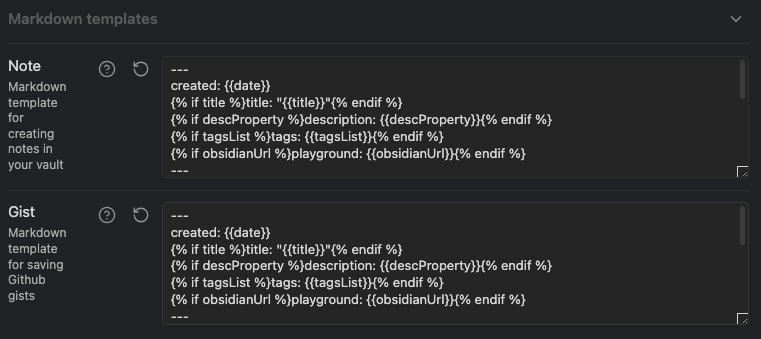 Markdown templates
Note
Markdown
template
for
creating
notes in
your vault
---
created: {{date}}
{% if title %}title: "{{title}}"{% endif %}
{% if descProperty %}description: {{descProperty}}{% endif %}
{% if tagsList %}tags: {{tagsList}}{% endif %}
{% if obsidianUrl %}playground: {{obsidianUrl}}{% endif %}
---
Gist
Markdown
template
for saving
Github
gists
---
created: {{date}}
{% if title %}title: "{{title}}"{% endif %}
{% if descProperty %}description: {{descProperty}}{% endif %}
{% if tagsList %}tags: {{tagsList}}{% endif %}
{% if obsidianUrl %}playground: {{obsidianUrl}}{% endif %}
---